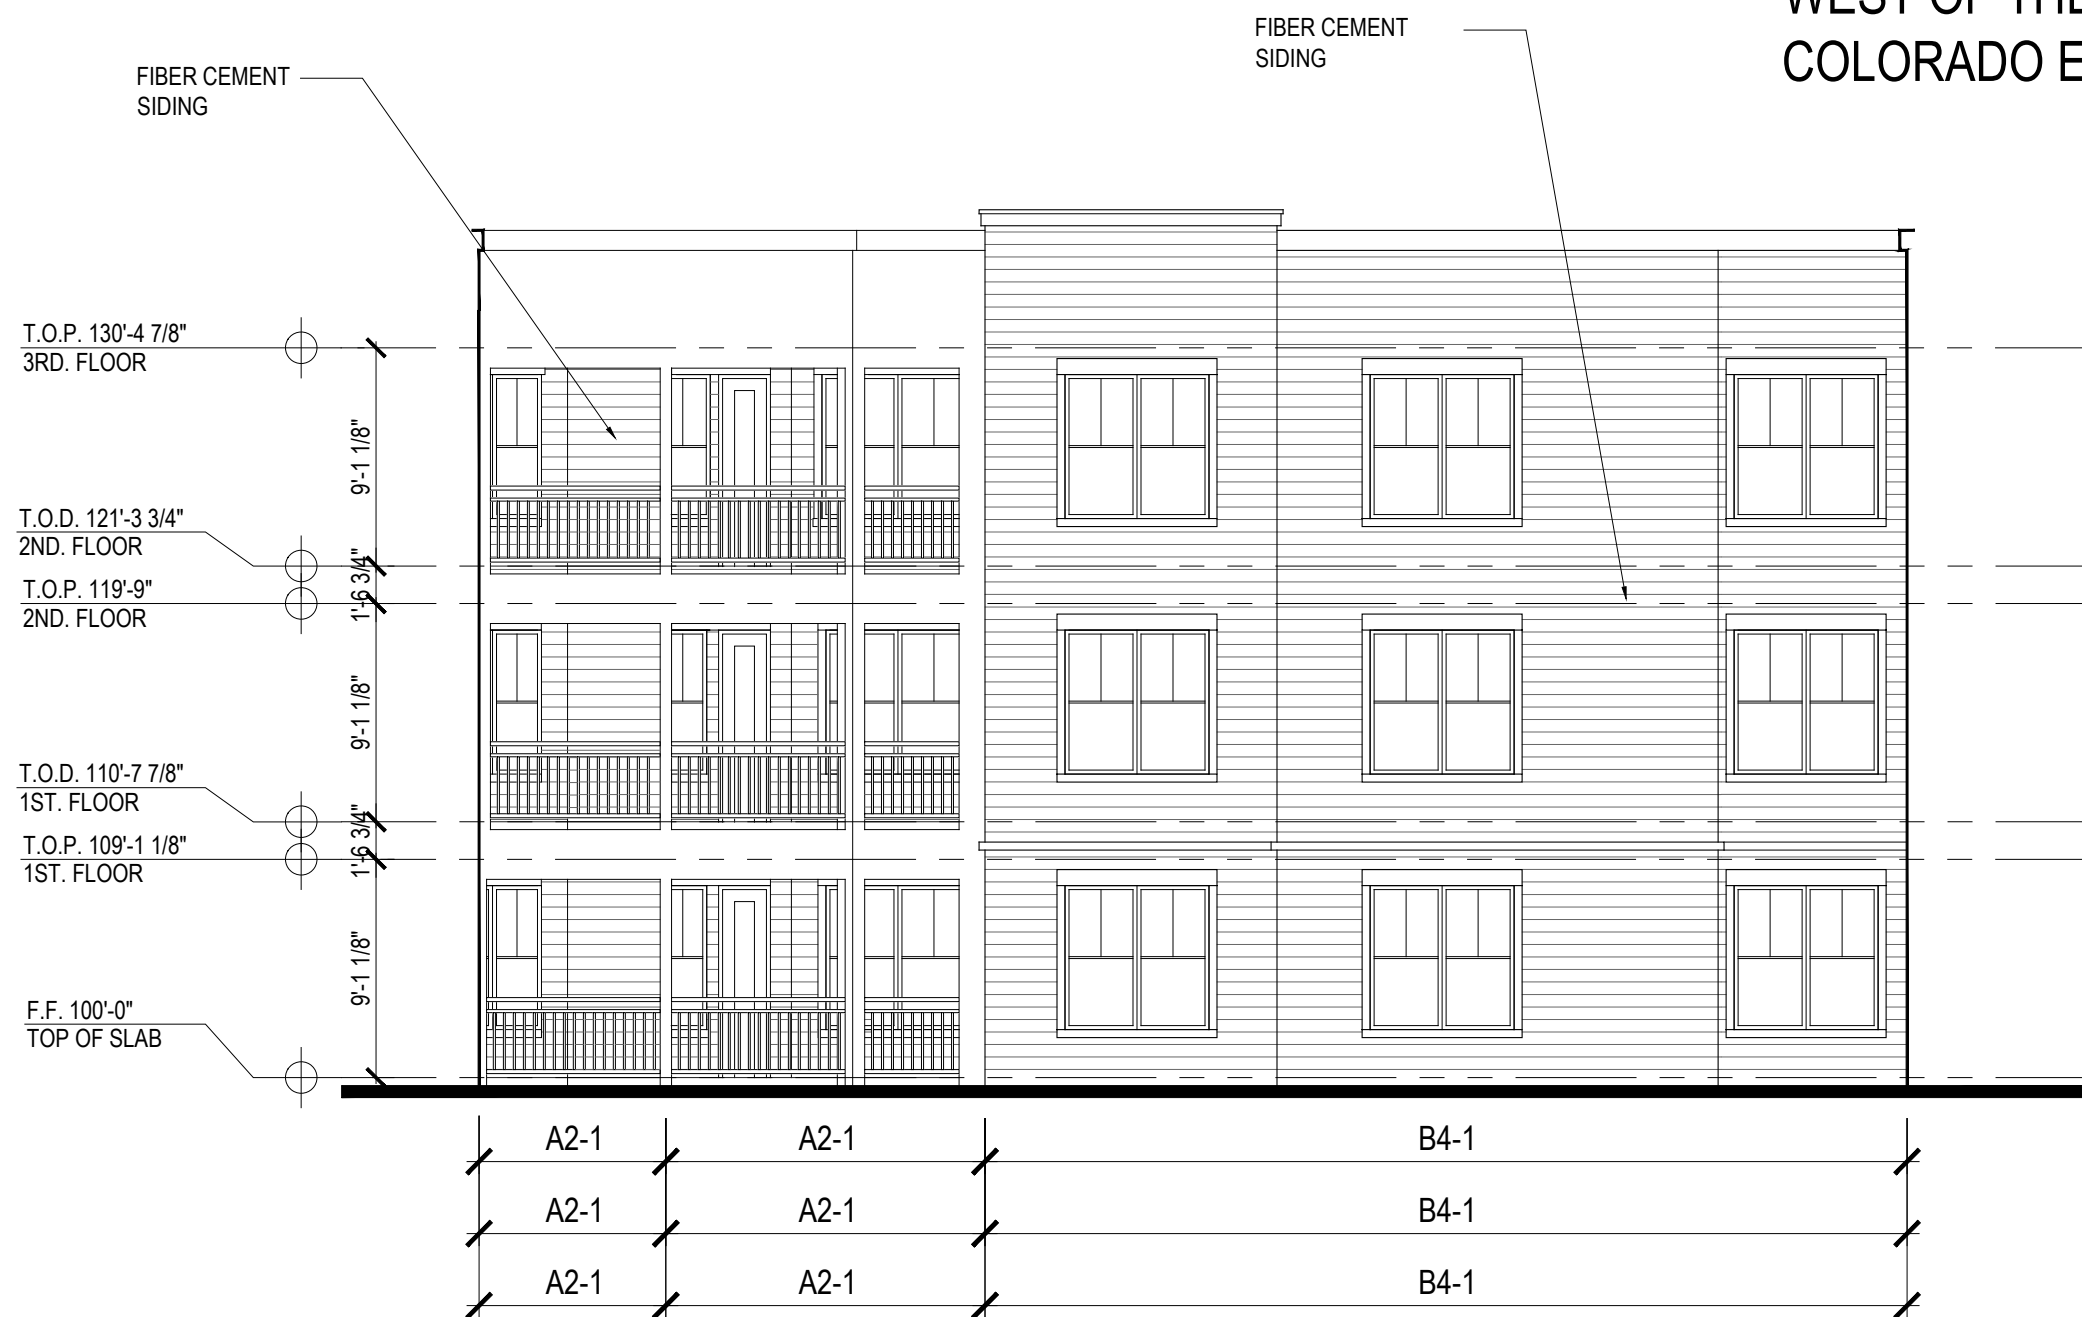 WEST OF THE
COLORADO E
FIBER CEMENT
SIDING
FIBER CEMENT
SIDING
T.O.P. 130'-4 7/8"
3RD. FLOOR
9'-1 1/8"
T.O.D. 121'-3 3/4"
2ND. FLOOR
1'-6 3/4"
T.O.P. 119'-9"
2ND. FLOOR
9'-1 1/8"
T.O.D. 110'-7 7/8"
1ST. FLOOR
1'-6 3/4"
T.O.P. 109'-1 1/8"
1ST. FLOOR
9'-1 1/8"
F.F. 100'-0"
TOP OF SLAB
A2-1 A2-1 B4-1
A2-1 A2-1 B4-1
A2-1 A2-1 B4-1